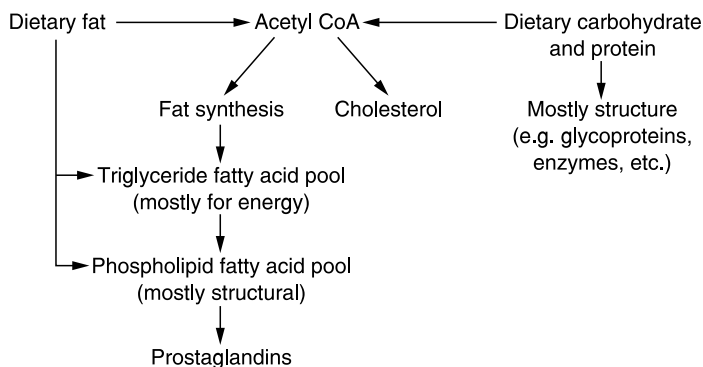 Dietary fat
Acetyl CoA
Dietary carbohydrate
and protein
Fat synthesis
Cholesterol
Mostly structure
(e.g. glycoproteins,
enzymes, etc.)
Triglyceride fatty acid pool
(mostly for energy)
Phospholipid fatty acid pool
(mostly structural)
Prostaglandins